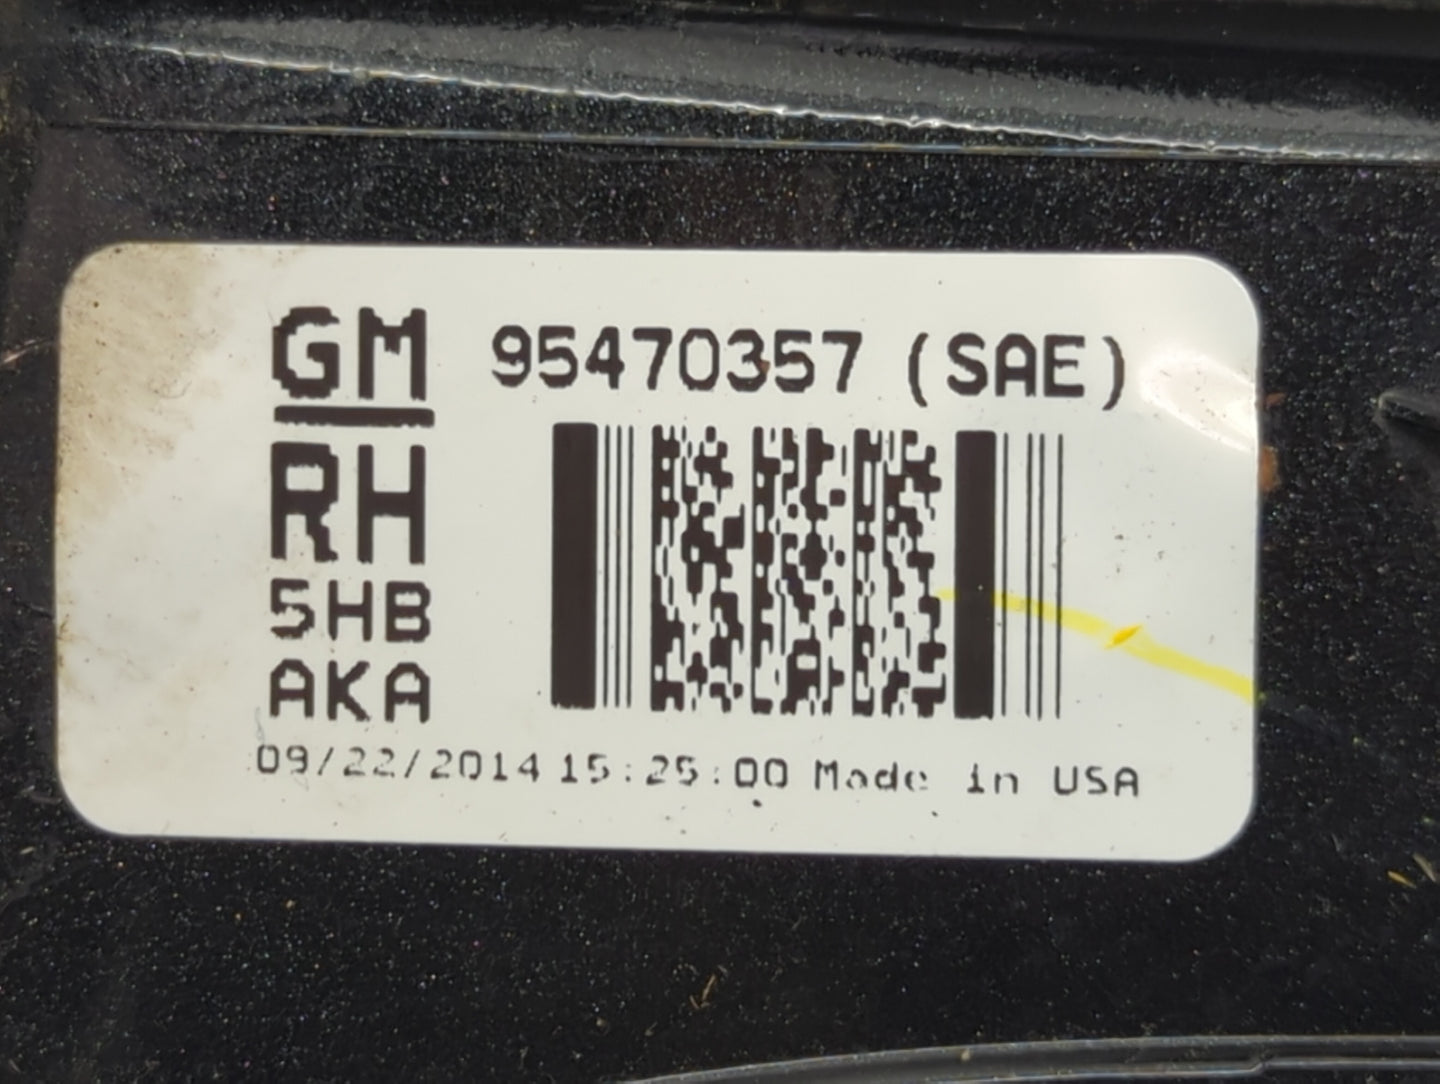 GM 95470357 (SAE)
RH
5HB
AKA
09/22/2014 15:25:00 Made in USA